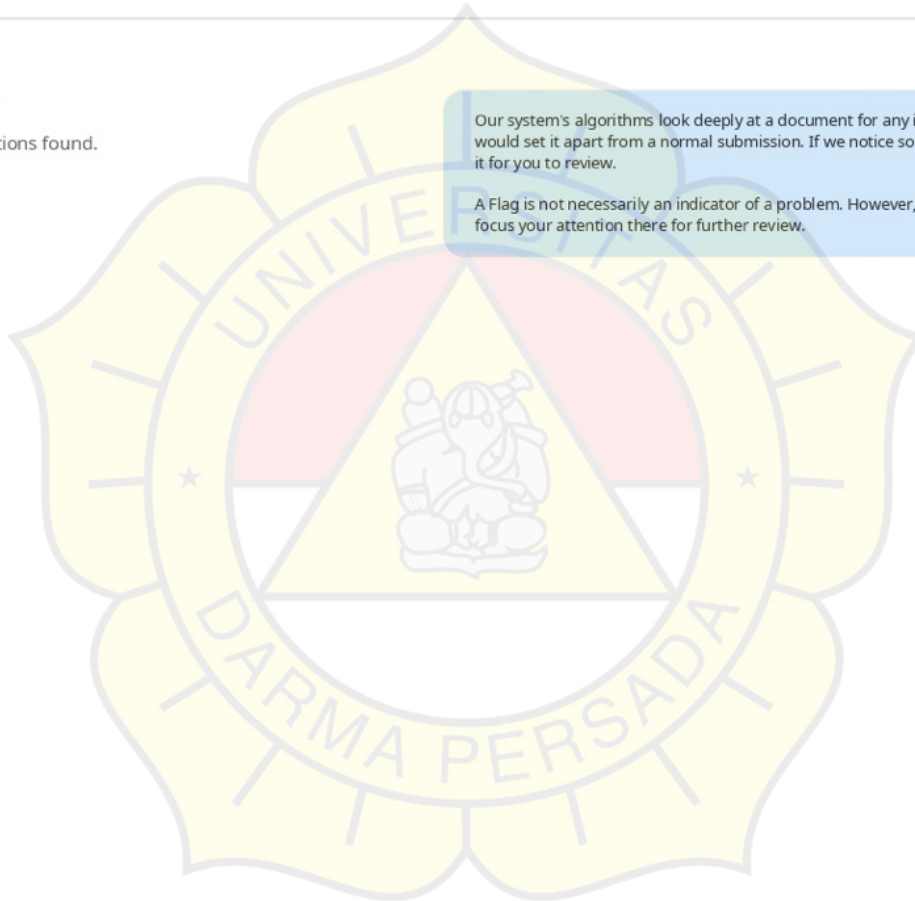 tions found.
Our system's algorithms look deeply at a document for any
would set it apart from a normal submission. If we notice
it for you to review.
A Flag is not necessarily an indicator of a problem. However,
focus your attention there for further review.
UNIVERSITAS
DARMA PERSADA